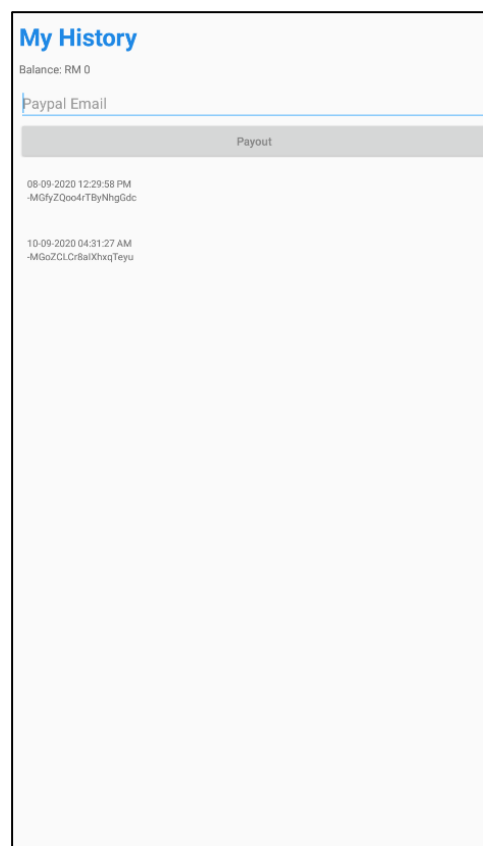 My History
Balance: RM 0
Paypal Email
Payout
08-09-2020 12:29:58 PM
-MGfyZQoo4rTByNhgGdc
10-09-2020 04:31:27 AM
-MGoZCLCr8aIXhxqTeyu